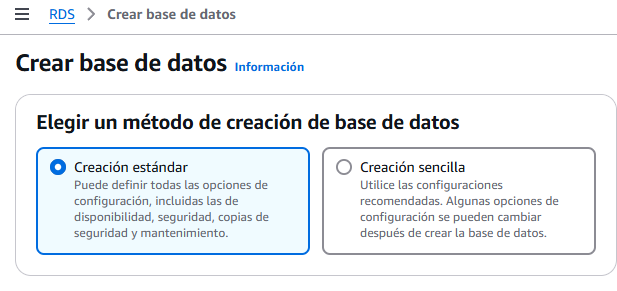 RDS > Crear base de datos
Crear base de datos Información
Elegir un método de creación de base de datos
Creación estándar
Puede definir todas las opciones de
configuración, incluidas las de
disponibilidad, seguridad, copias de
seguridad y mantenimiento.
Creación sencilla
Utilice las configuraciones
recomendadas. Algunas opciones de
configuración se pueden cambiar
después de crear la base de datos.